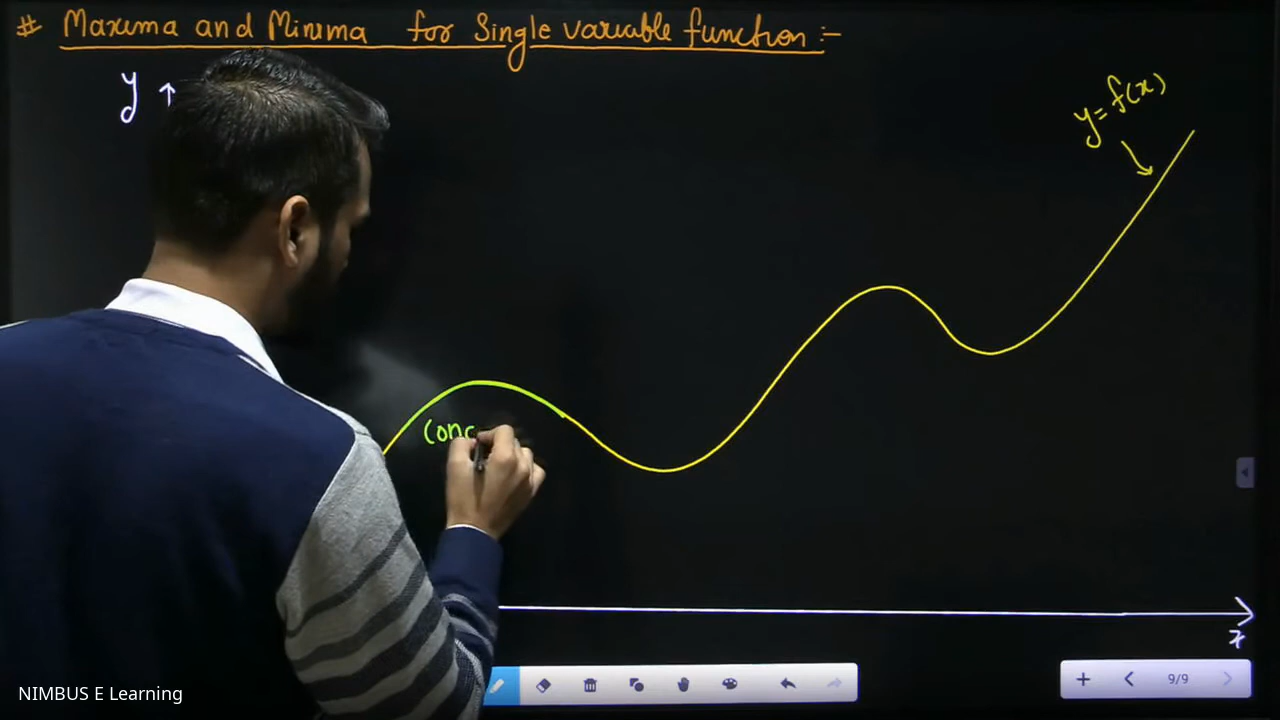 # Maxima and Minima for Single variable function :-
y ↑
y = f(x)
Conc
x
9/9
NIMBUS E Learning